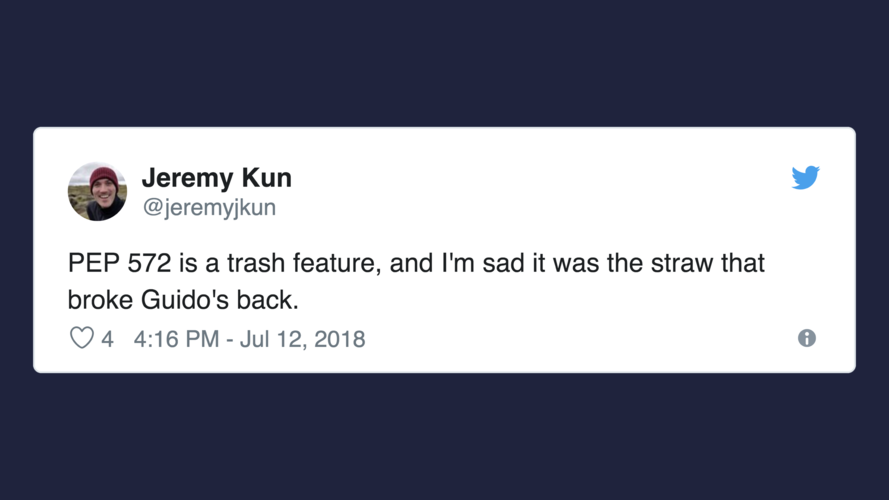 Jeremy Kun
@jeremyjkun
PEP 572 is a trash feature, and I'm sad it was the straw that
broke Guido's back.
4 4:16 PM - Jul 12, 2018